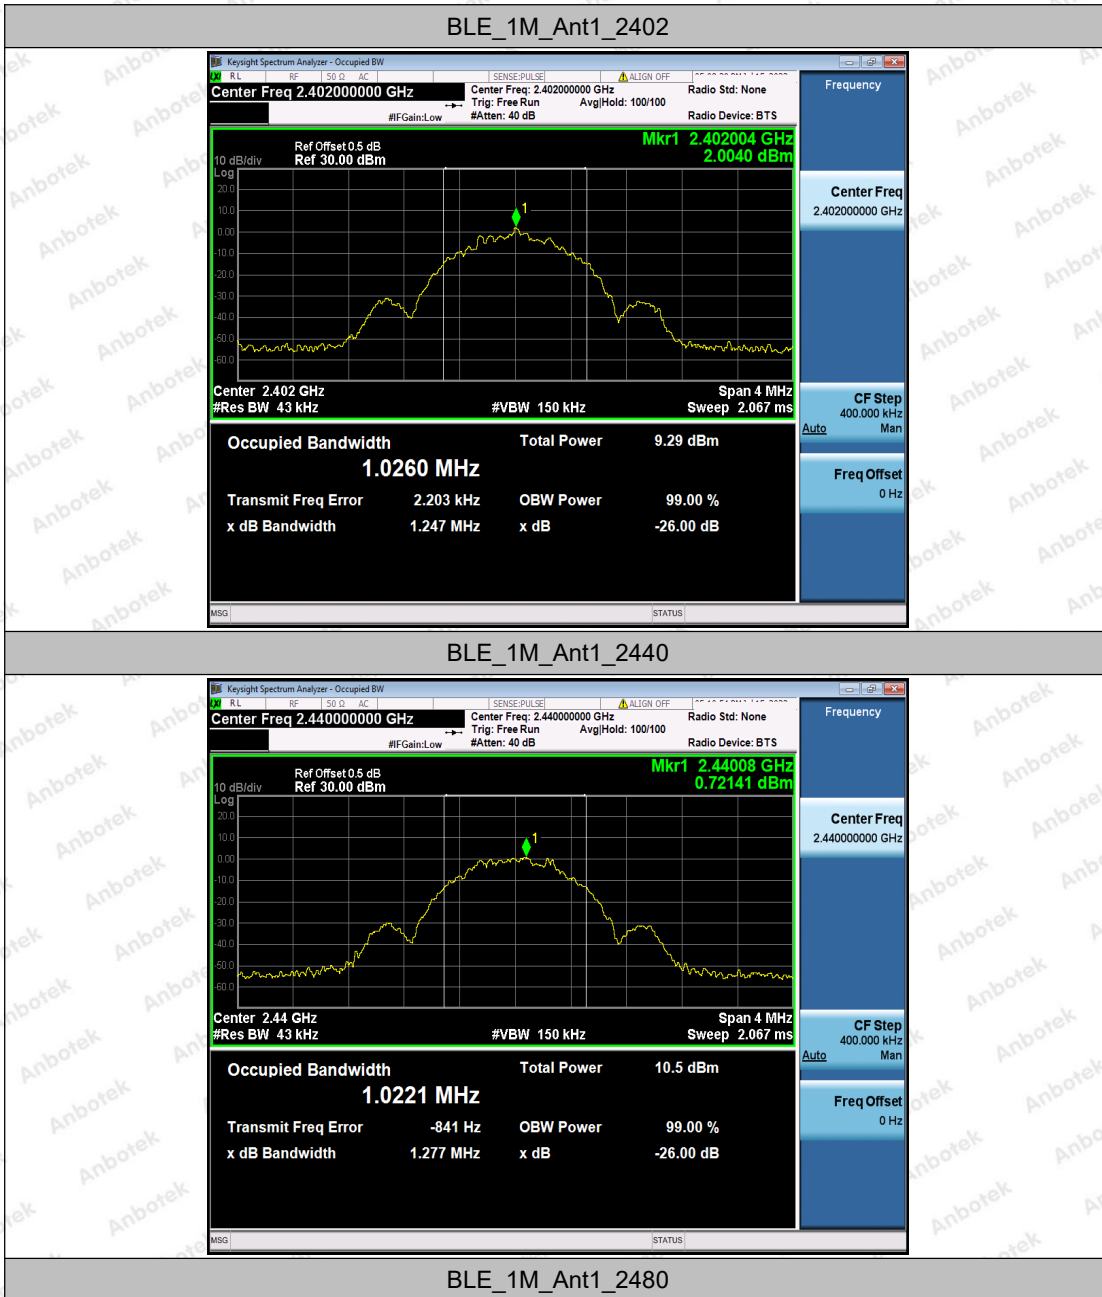 BLE_1M_Ant1_2402
Keysight Spectrum Analyzer - Occupied BW
RL RF 50 Ω AC SENSE:PULSE ALIGN OFF
Center Freq 2.402000000 GHz
Center Freq: 2.402000000 GHz Radio Std: None
Trig: Free Run Avg|Hold: 100/100
#IFGain:Low #Atten: 40 dB Radio Device: BTS
Mkr1 2.402004 GHz
2.0040 dBm
Ref Offset 0.5 dB
10 dB/div Ref 30.00 dBm
Log
20.0
10.0
0.00
-10.0
-20.0
-30.0
-40.0
-50.0
-60.0
1
Center 2.402 GHz Span 4 MHz
#Res BW 43 kHz #VBW 150 kHz Sweep 2.067 ms
Occupied Bandwidth Total Power 9.29 dBm
1.0260 MHz
Transmit Freq Error 2.203 kHz OBW Power 99.00 %
x dB Bandwidth 1.247 MHz x dB -26.00 dB
MSG STATUS
Frequency
Center Freq
2.402000000 GHz
CF Step
400.000 kHz
Auto Man
Freq Offset
0 Hz
BLE_1M_Ant1_2440
Keysight Spectrum Analyzer - Occupied BW
RL RF 50 Ω AC SENSE:PULSE ALIGN OFF
Center Freq 2.440000000 GHz
Center Freq: 2.440000000 GHz Radio Std: None
Trig: Free Run Avg|Hold: 100/100
#IFGain:Low #Atten: 40 dB Radio Device: BTS
Mkr1 2.44008 GHz
0.72141 dBm
Ref Offset 0.5 dB
10 dB/div Ref 30.00 dBm
Log
20.0
10.0
0.00
-10.0
-20.0
-30.0
-40.0
-50.0
-60.0
1
Center 2.44 GHz Span 4 MHz
#Res BW 43 kHz #VBW 150 kHz Sweep 2.067 ms
Occupied Bandwidth Total Power 10.5 dBm
1.0221 MHz
Transmit Freq Error -841 Hz OBW Power 99.00 %
x dB Bandwidth 1.277 MHz x dB -26.00 dB
MSG STATUS
Frequency
Center Freq
2.440000000 GHz
CF Step
400.000 kHz
Auto Man
Freq Offset
0 Hz
BLE_1M_Ant1_2480